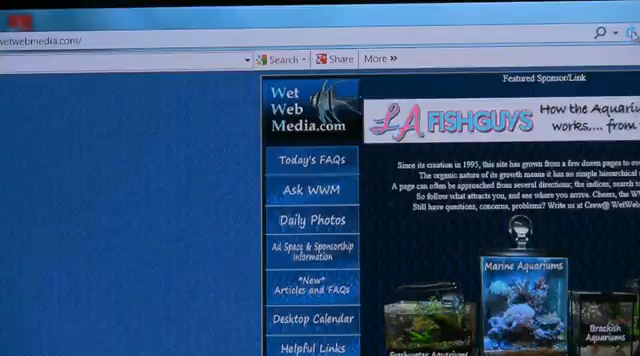 wetwebmedia.com/
Search
Share
More »
Featured Sponsor/Link
Wet
Web
Media.com
LA FISHGUYS
How the Aquariu
works,... from
Today's FAQs
Ask WWM
Daily Photos
Ad Space & Sponsorship
Information
*New*
Articles and FAQs
Desktop Calendar
Helpful Links
Since its creation in 1995, this site has grown from a few dozen pages to ov
The organic nature of its growth means it has no simple hierarchical
A page can often be approached from several directions; the indices, search
So follow what attracts you, and see where you arrive. Cheers, the W
Still have questions, concerns, problems? Write us at Crew@ WetWeb
Marine Aquariums
Freshwater Aquariums
Brackish
Aquariums